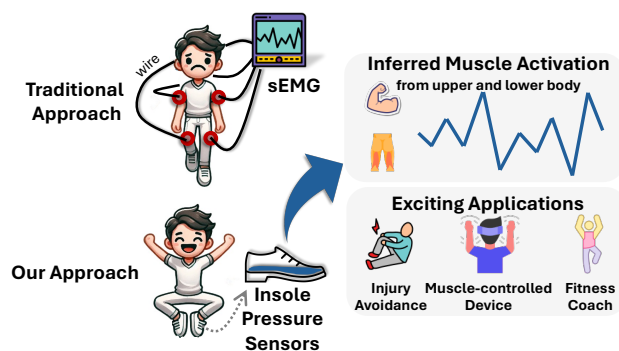 Traditional
Approach
wire
sEMG
Our Approach
Insole
Pressure
Sensors
Inferred Muscle Activation
from upper and lower body
Exciting Applications
Injury
Avoidance
Muscle-controlled
Device
Fitness
Coach